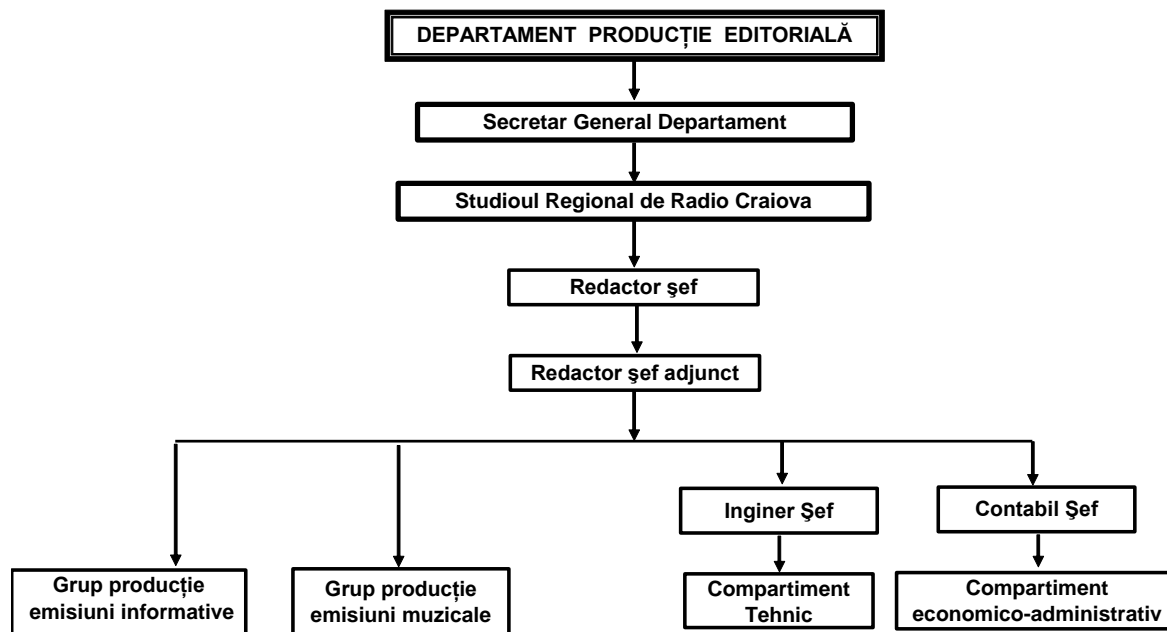 DEPARTAMENT PRODUCȚIE EDITORIALĂ
Secretar General Departament
Studioul Regional de Radio Craiova
Redactor şef
Redactor şef adjunct
Inginer Şef
Contabil Şef
Grup producție
emisiuni informative
Grup producție
emisiuni muzicale
Compartiment
Tehnic
Compartiment
economico-administrativ